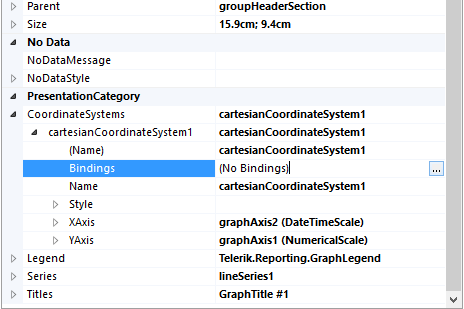 Parent groupHeaderSection
Size 15.9cm; 9.4cm
No Data
NoDataMessage
NoDataStyle
PresentationCategory
CoordinateSystems cartesianCoordinateSystem1
cartesianCoordinateSystem1 cartesianCoordinateSystem1
(Name) cartesianCoordinateSystem1
Bindings (No Bindings) ...
Name cartesianCoordinateSystem1
Style
XAxis graphAxis2 (DateTimeScale)
YAxis graphAxis1 (NumericalScale)
Legend Telerik.Reporting.GraphLegend
Series lineSeries1
Titles GraphTitle #1